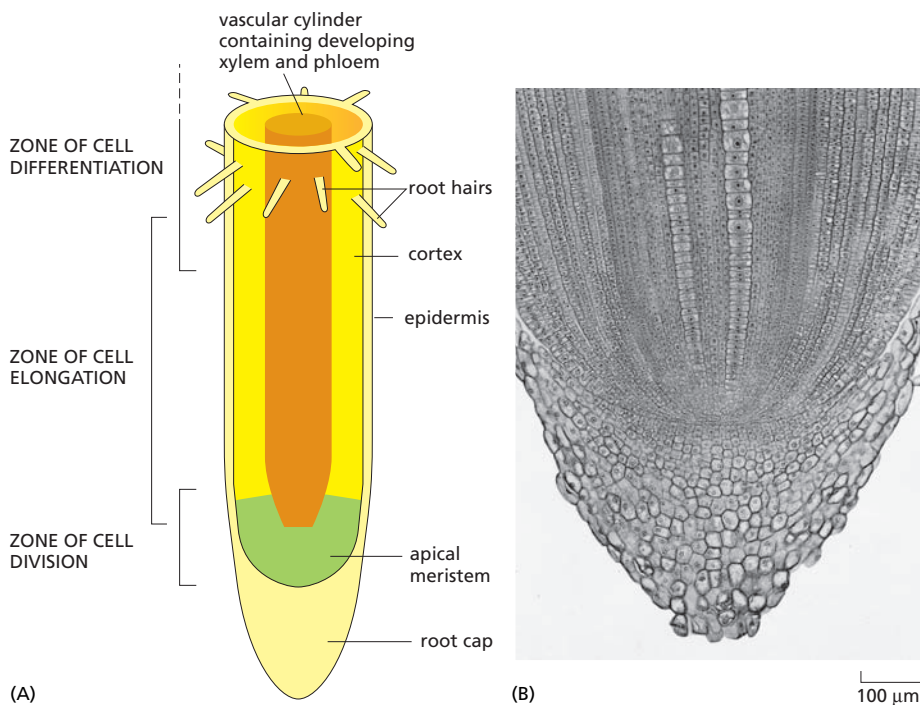 vascular cylinder
containing developing
xylem and phloem
ZONE OF CELL
DIFFERENTIATION
root hairs
cortex
epidermis
ZONE OF CELL
ELONGATION
ZONE OF CELL
DIVISION
apical
meristem
root cap
(A)
(B)
100 μm